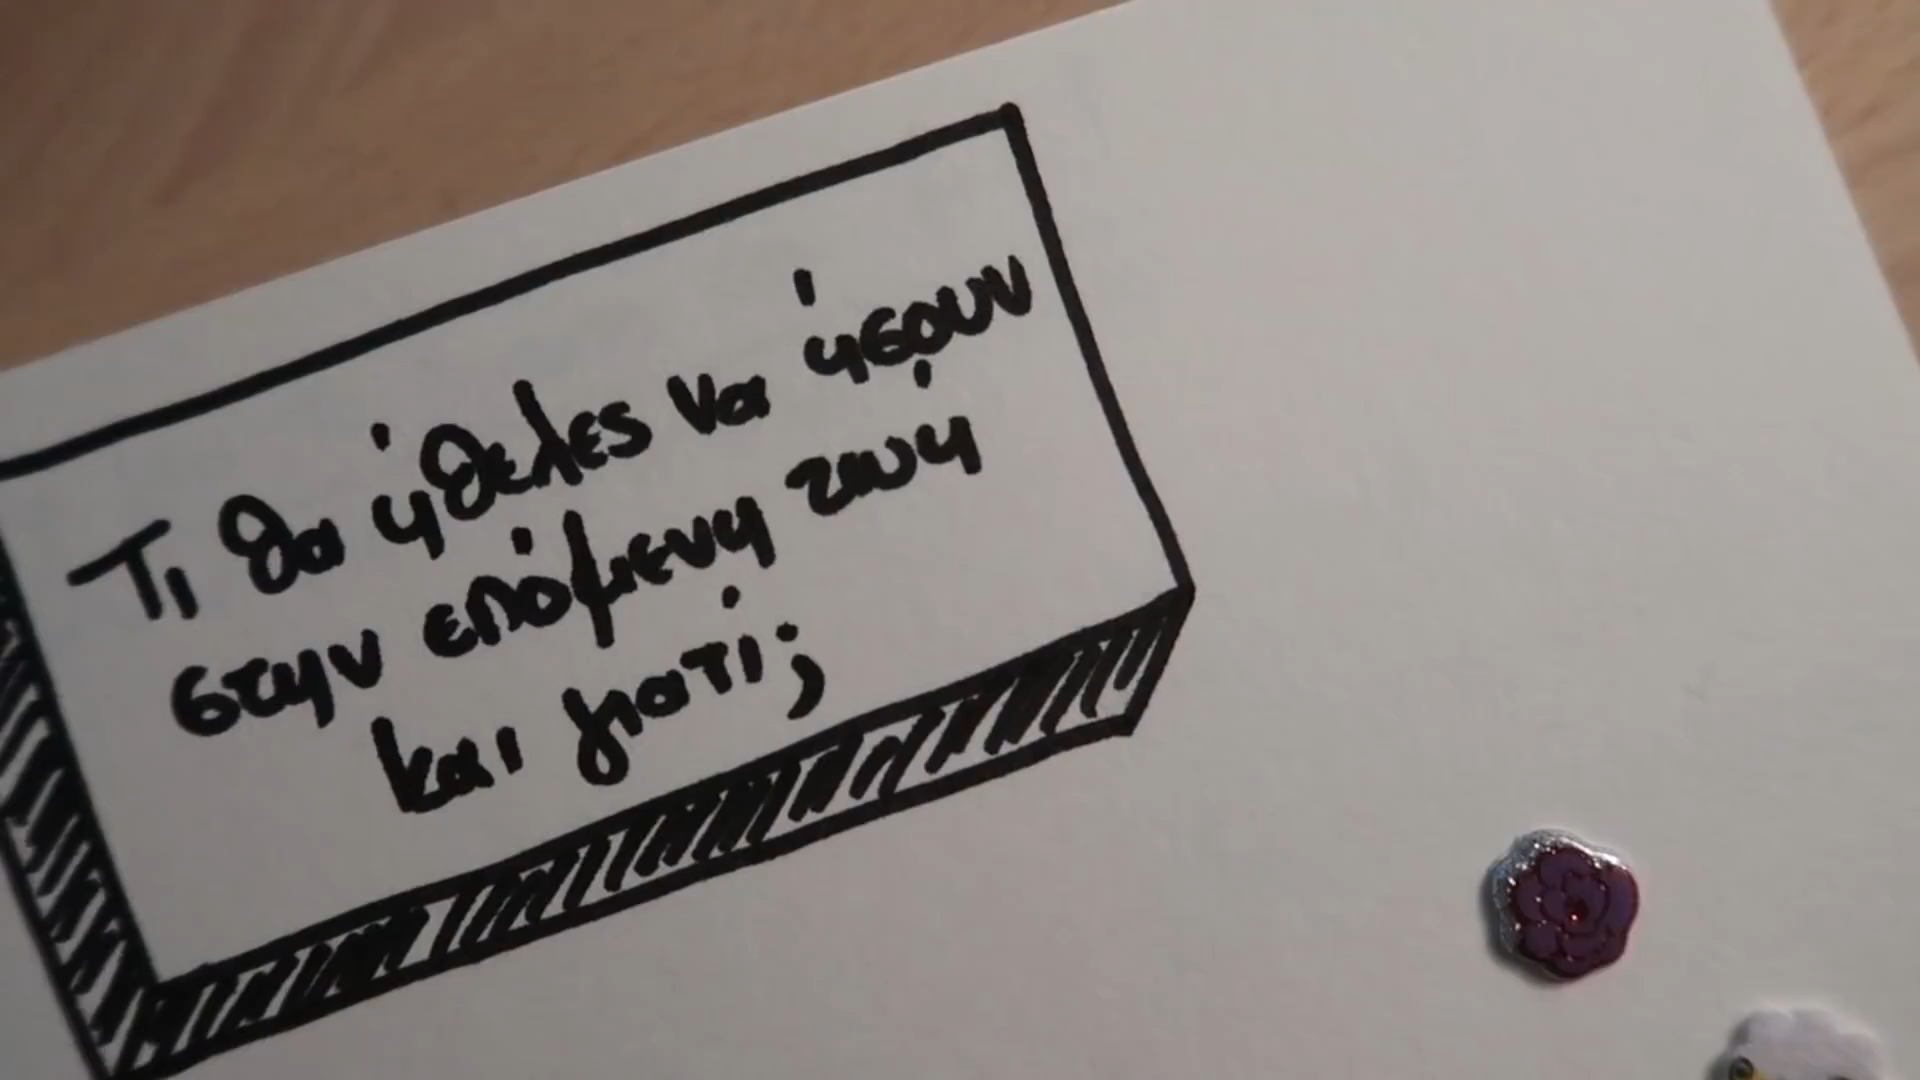 Τι θα ήθελες να ήσουν
στην επόμενη ζωή
και γιατί;